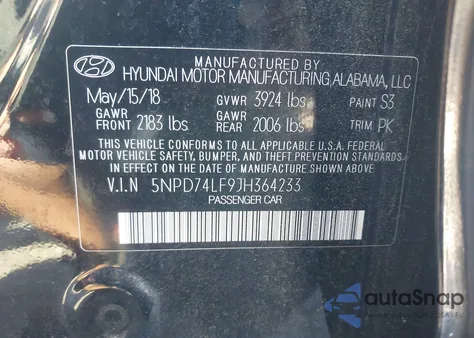 MANUFACTURED BY
HYUNDAI MOTOR MANUFACTURING, ALABAMA, LLC
May/15/18 GVWR 3924 lbs PAINT S3
GAWR FRONT 2183 lbs GAWR REAR 2006 lbs TRIM PK
THIS VEHICLE CONFORMS TO ALL APPLICABLE U.S.A. FEDERAL
MOTOR VEHICLE SAFETY, BUMPER, AND THEFT PREVENTION STANDARDS
IN EFFECT ON THE DATE OF MANUFACTURE SHOWN ABOVE.
V.I.N 5NPD74LF9JH364233
PASSENGER CAR
autoSnap